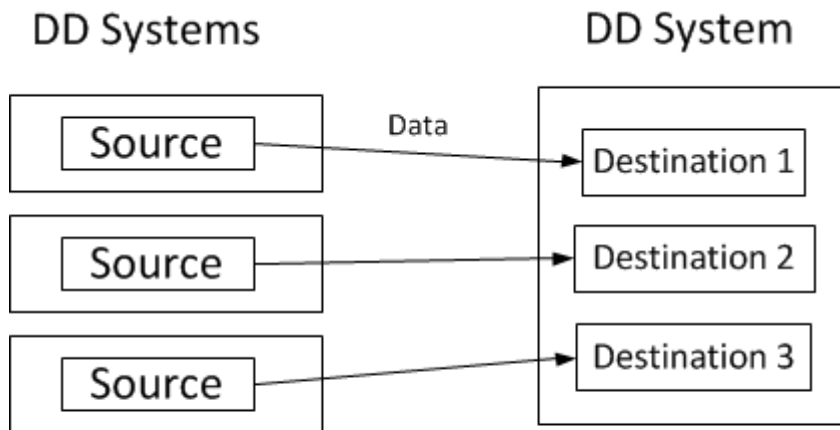 DD Systems
DD System
Source
Data
Destination 1
Source
Destination 2
Source
Destination 3